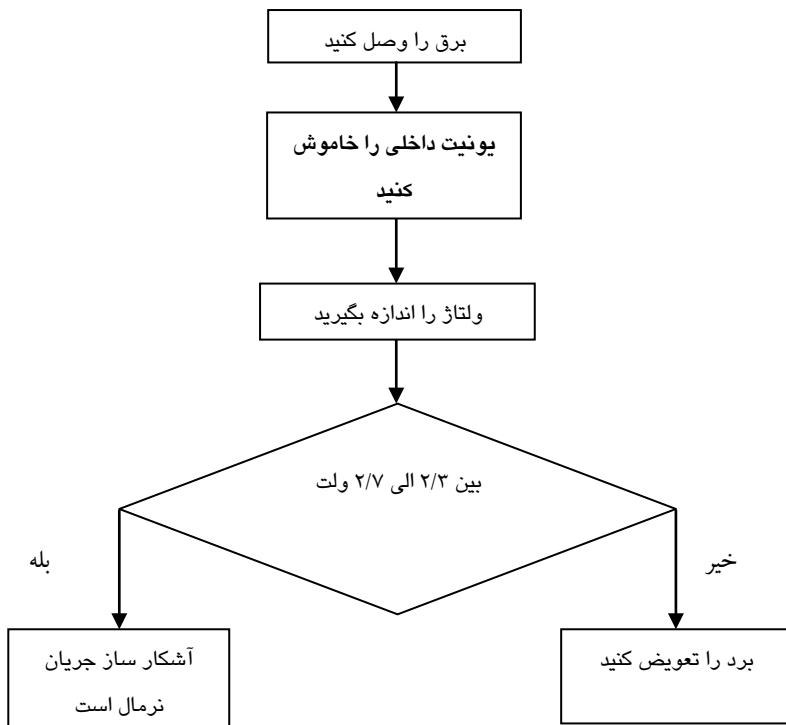 برق را وصل کنید
یونیت داخلی را خاموش
کنید
ولتاژ را اندازه بگیرید
بین ۲/۳ الی ۲/۷ ولت
خیر
بله
برد را تعویض کنید
آشکار ساز جریان
نرمال است